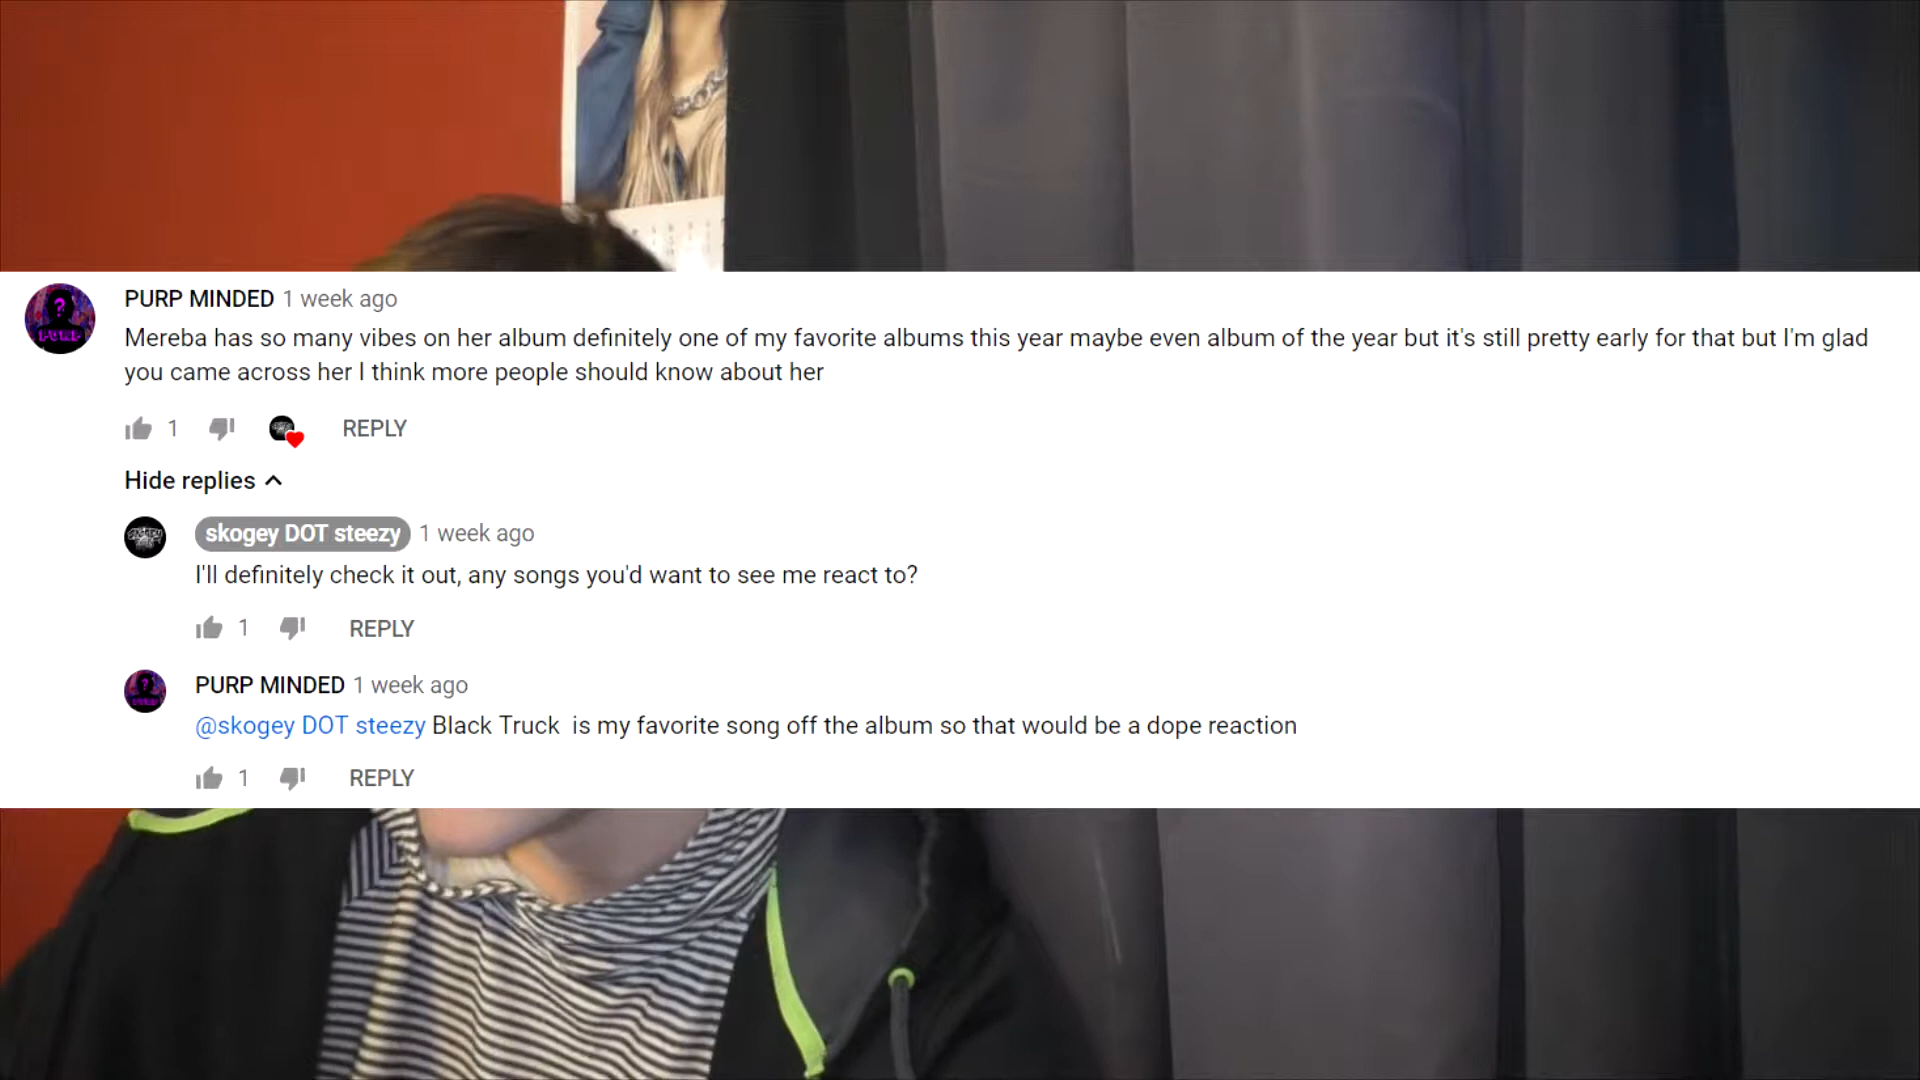 PURP MINDED 1 week ago
Mereba has so many vibes on her album definitely one of my favorite albums this year maybe even album of the year but it's still pretty early for that but I'm glad
you came across her I think more people should know about her
1 REPLY
Hide replies
skogey DOT steezy 1 week ago
I'll definitely check it out, any songs you'd want to see me react to?
1 REPLY
PURP MINDED 1 week ago
@skogey DOT steezy Black Truck  is my favorite song off the album so that would be a dope reaction
1 REPLY